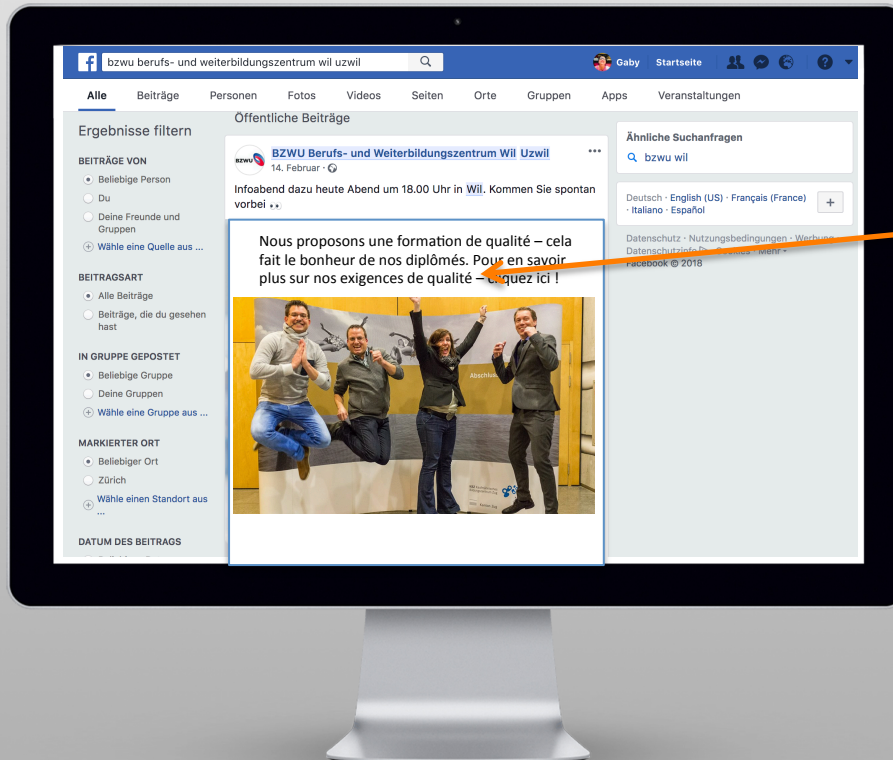 bzwu berufs- und weiterbildungszentrum wil uzwil
Gaby
Startseite
Alle
Beiträge
Personen
Fotos
Videos
Seiten
Orte
Gruppen
Apps
Veranstaltungen
Ergebnisse filtern
BEITRÄGE VON
Beliebige Person
Du
Deine Freunde und
Gruppen
Wähle eine Quelle aus ...
BEITRAGSART
Alle Beiträge
Beiträge, die du gesehen
hast
IN GRUPPE GEPOSTET
Beliebige Gruppe
Deine Gruppen
Wähle eine Gruppe aus ...
MARKIERTER ORT
Beliebiger Ort
Zürich
Wähle einen Standort aus
...
DATUM DES BEITRAGS
Öffentliche Beiträge
BZWU
BZWU Berufs- und Weiterbildungszentrum Wil Uzwil
14. Februar ·
Infoabend dazu heute Abend um 18.00 Uhr in Wil. Kommen Sie spontan
vorbei
Nous proposons une formation de qualité – cela
fait le bonheur de nos diplômés. Pour en savoir
plus sur nos exigences de qualité – cliquez ici !
Ähnliche Suchanfragen
bzwu wil
Deutsch · English (US) · Français (France)
· Italiano · Español
Datenschutz · Nutzungsbedingungen · Werbung ·
Mehr
Facebook © 2018